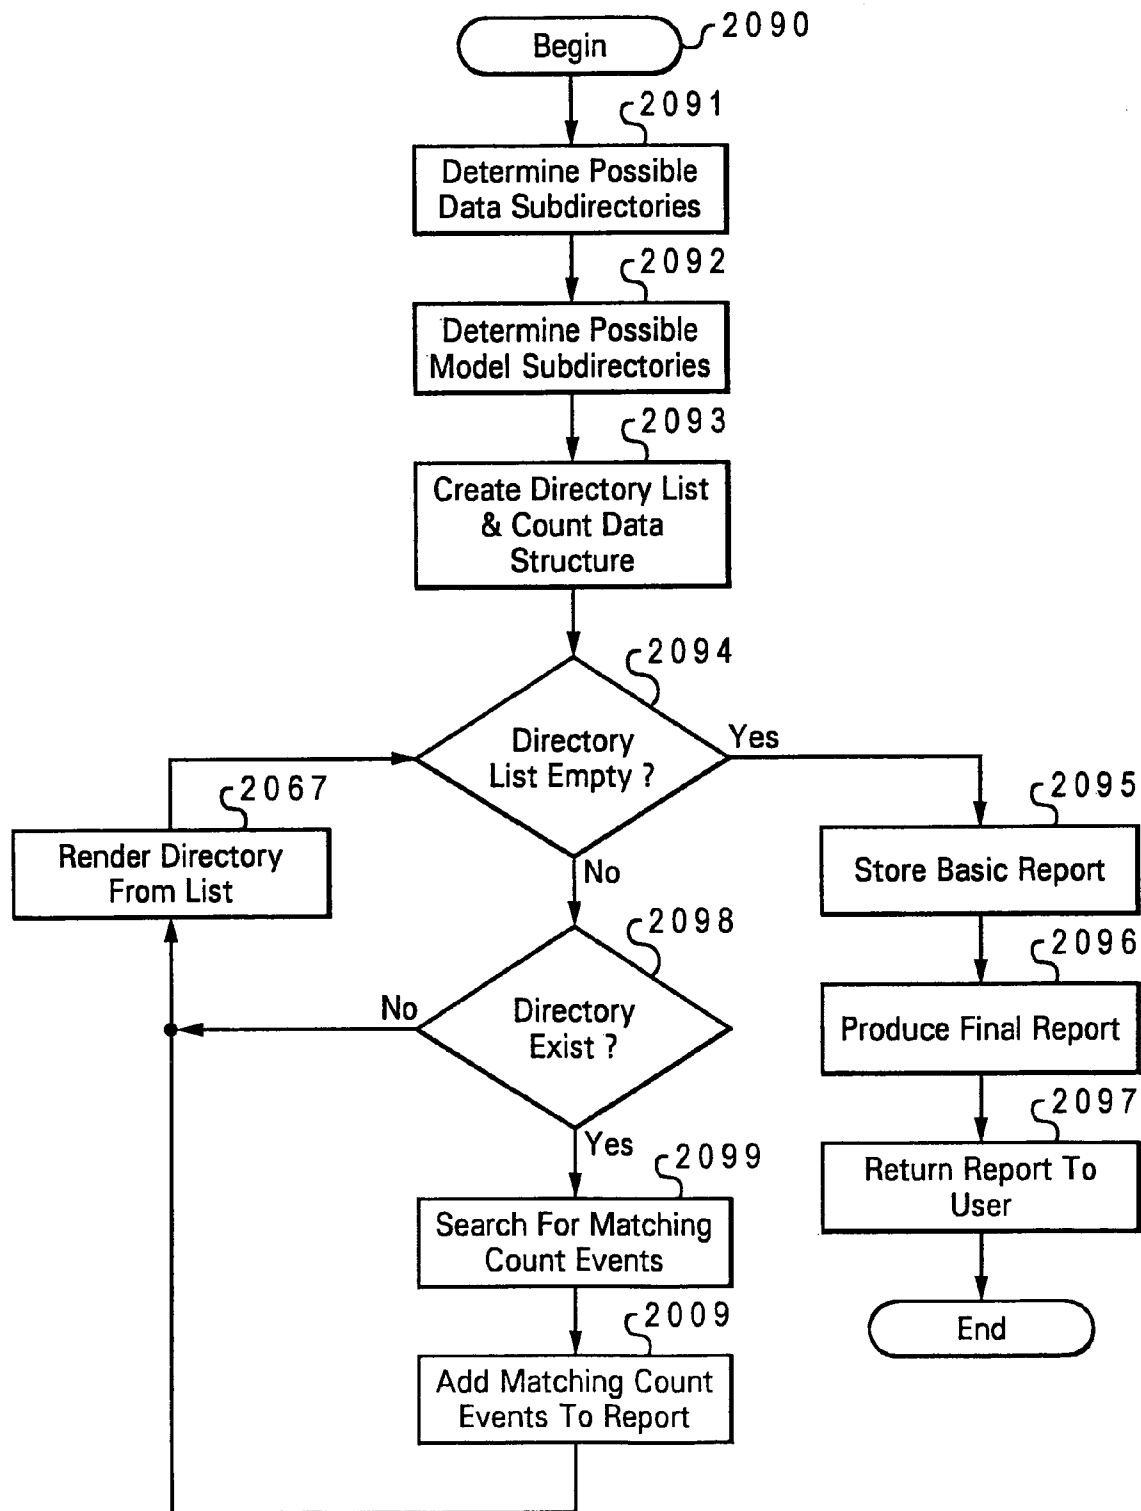 Begin
2090
2091
Determine Possible
Data Subdirectories
2092
Determine Possible
Model Subdirectories
2093
Create Directory List
& Count Data
Structure
2094
Directory
List Empty ?
Yes
No
2067
Render Directory
From List
2098
Directory
Exist ?
No
Yes
2099
Search For Matching
Count Events
2009
Add Matching Count
Events To Report
2095
Store Basic Report
2096
Produce Final Report
2097
Return Report To
User
End